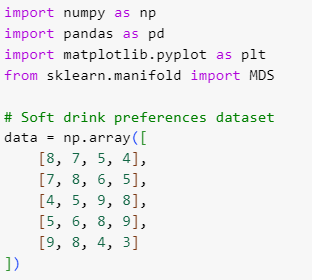 import numpy as np
import pandas as pd
import matplotlib.pyplot as plt
from sklearn.manifold import MDS
# Soft drink preferences dataset
data = np.array([
    [8, 7, 5, 4],
    [7, 8, 6, 5],
    [4, 5, 9, 8],
    [5, 6, 8, 9],
    [9, 8, 4, 3]
])